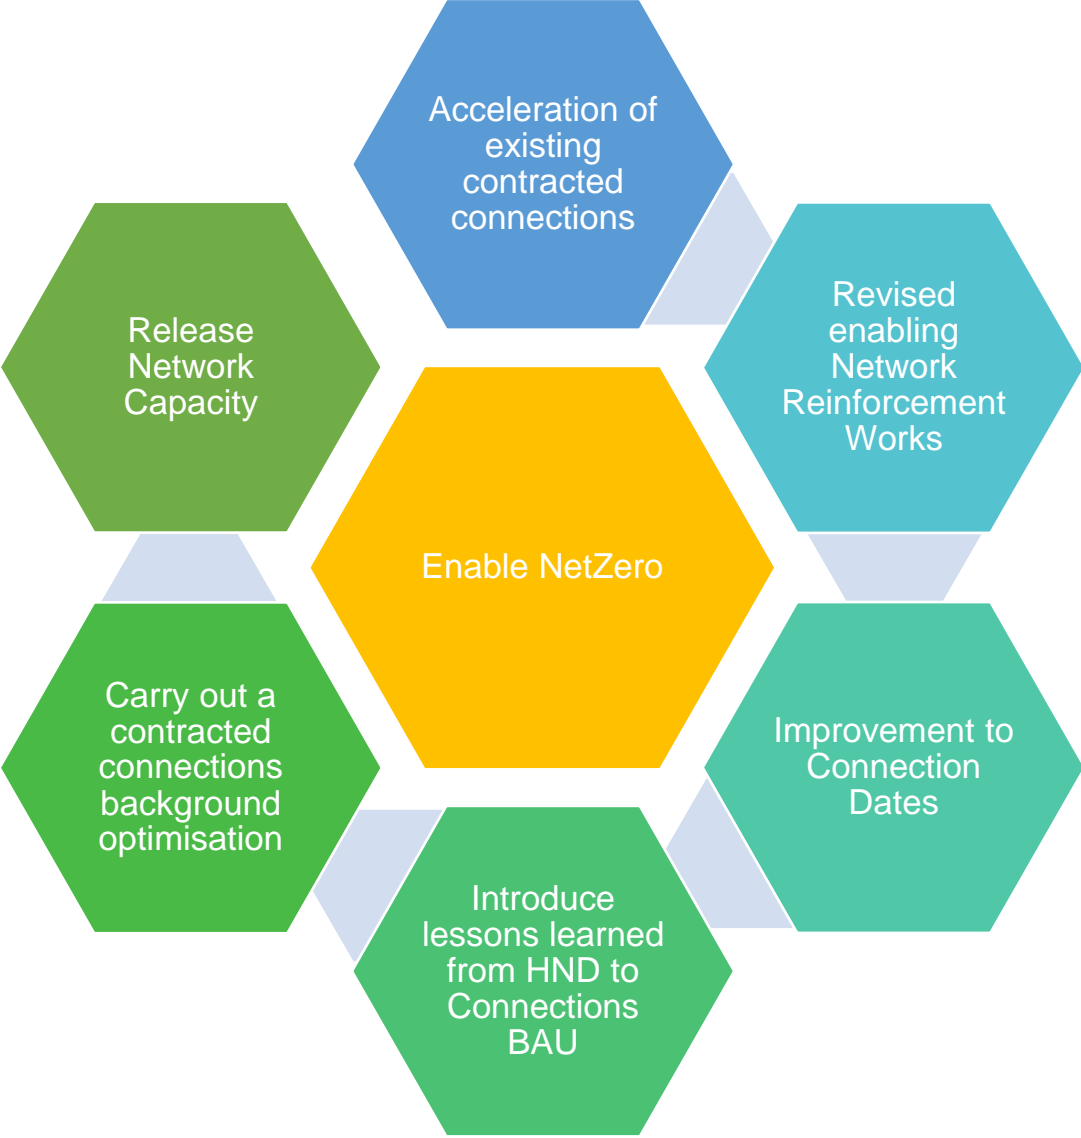 Acceleration of
existing
contracted
connections
Revised
enabling
Network
Reinforcement
Works
Improvement to
Connection
Dates
Introduce
lessons learned
from HND to
Connections
BAU
Carry out a
contracted
connections
background
optimisation
Release
Network
Capacity
Enable NetZero